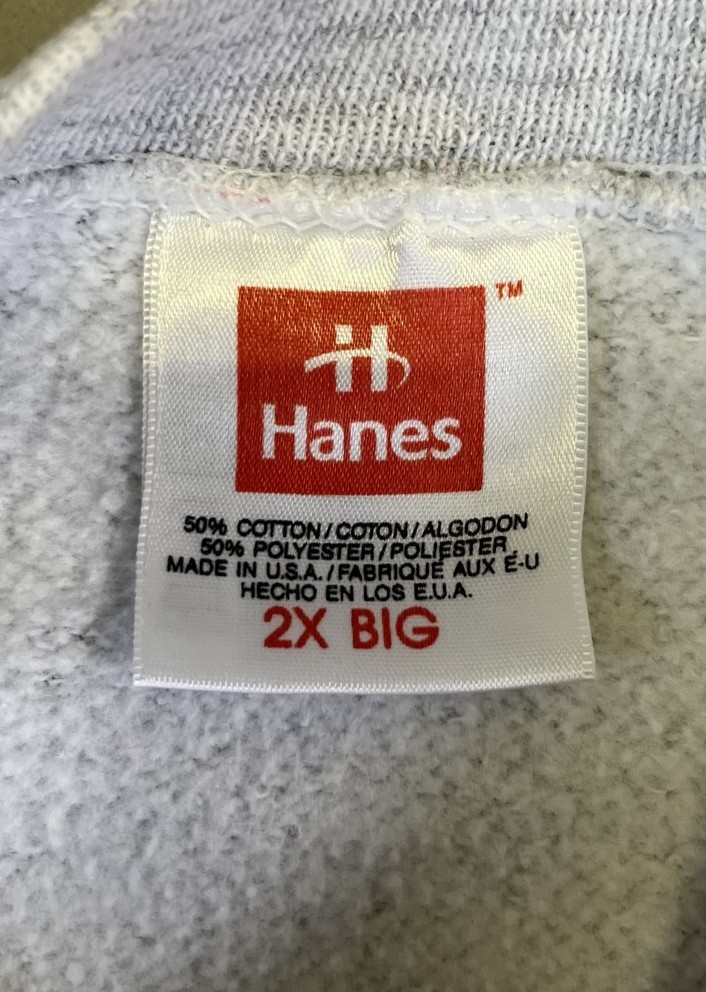 TM
H
Hanes
50% COTTON/COTON/ALGODON
50% POLYESTER/POLIESTER
MADE IN U.S.A./FABRIQUÉ AUX É-U
HECHO EN LOS E.U.A.
2X BIG